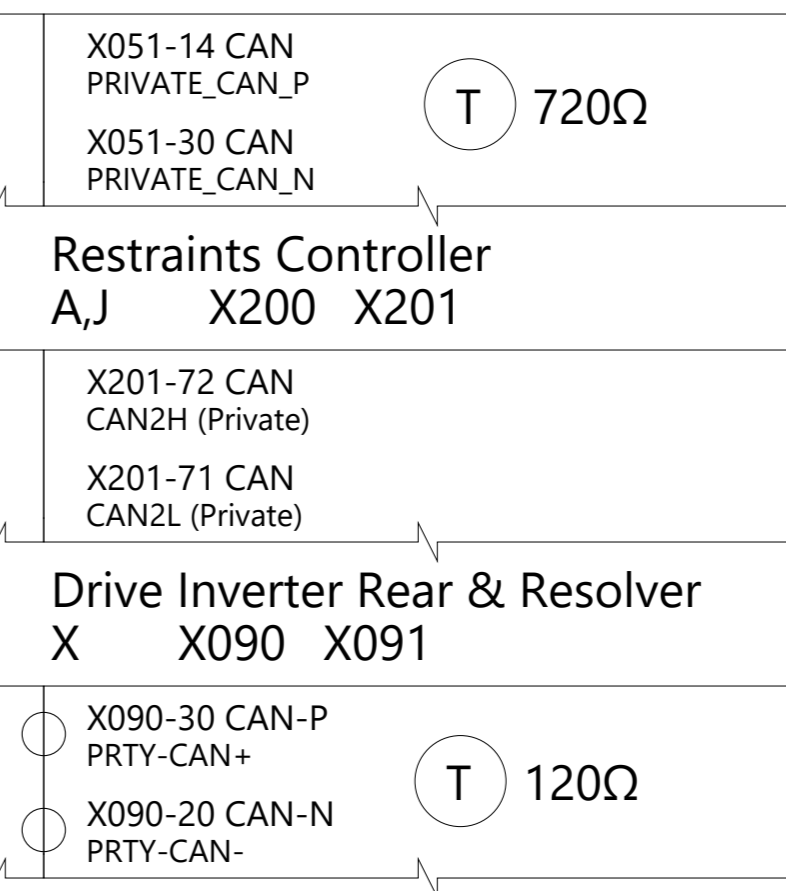 X051-14 CAN
PRIVATE_CAN_P
T 720Ω
X051-30 CAN
PRIVATE_CAN_N
Restraints Controller
A,J X200 X201
X201-72 CAN
CAN2H (Private)
X201-71 CAN
CAN2L (Private)
Drive Inverter Rear & Resolver
X X090 X091
X090-30 CAN-P
PRTY-CAN+
T 120Ω
X090-20 CAN-N
PRTY-CAN-